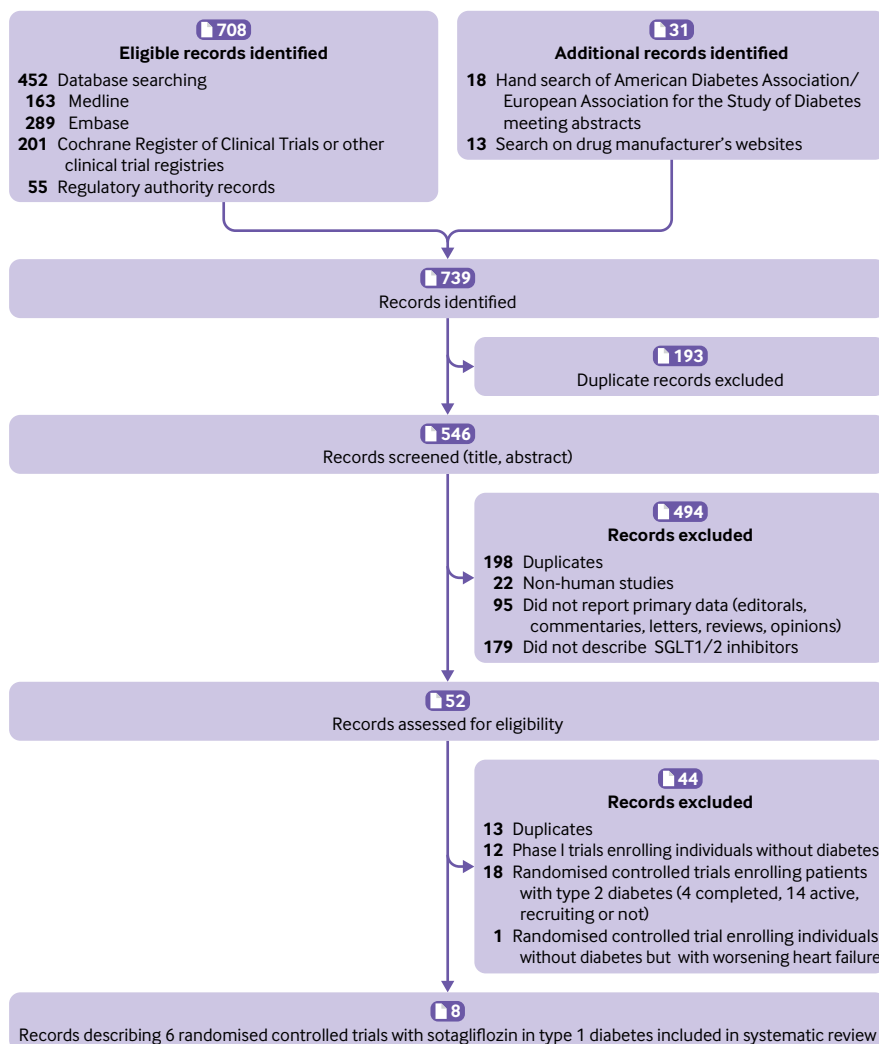 708
Eligible records identified
452 Database searching
163 Medline
289 Embase
201 Cochrane Register of Clinical Trials or other
clinical trial registries
55 Regulatory authority records
31
Additional records identified
18 Hand search of American Diabetes Association/
European Association for the Study of Diabetes
meeting abstracts
13 Search on drug manufacturer's websites
739
Records identified
193
Duplicate records excluded
546
Records screened (title, abstract)
494
Records excluded
198 Duplicates
22 Non-human studies
95 Did not report primary data (editorals,
commentaries, letters, reviews, opinions)
179 Did not describe SGLT1/2 inhibitors
52
Records assessed for eligibility
44
Records excluded
13 Duplicates
12 Phase I trials enrolling individuals without diabetes
18 Randomised controlled trials enrolling patients
with type 2 diabetes (4 completed, 14 active,
recruiting or not)
1 Randomised controlled trial enrolling individuals
without diabetes but with worsening heart failure
8
Records describing 6 randomised controlled trials with sotagliflozin in type 1 diabetes included in systematic review